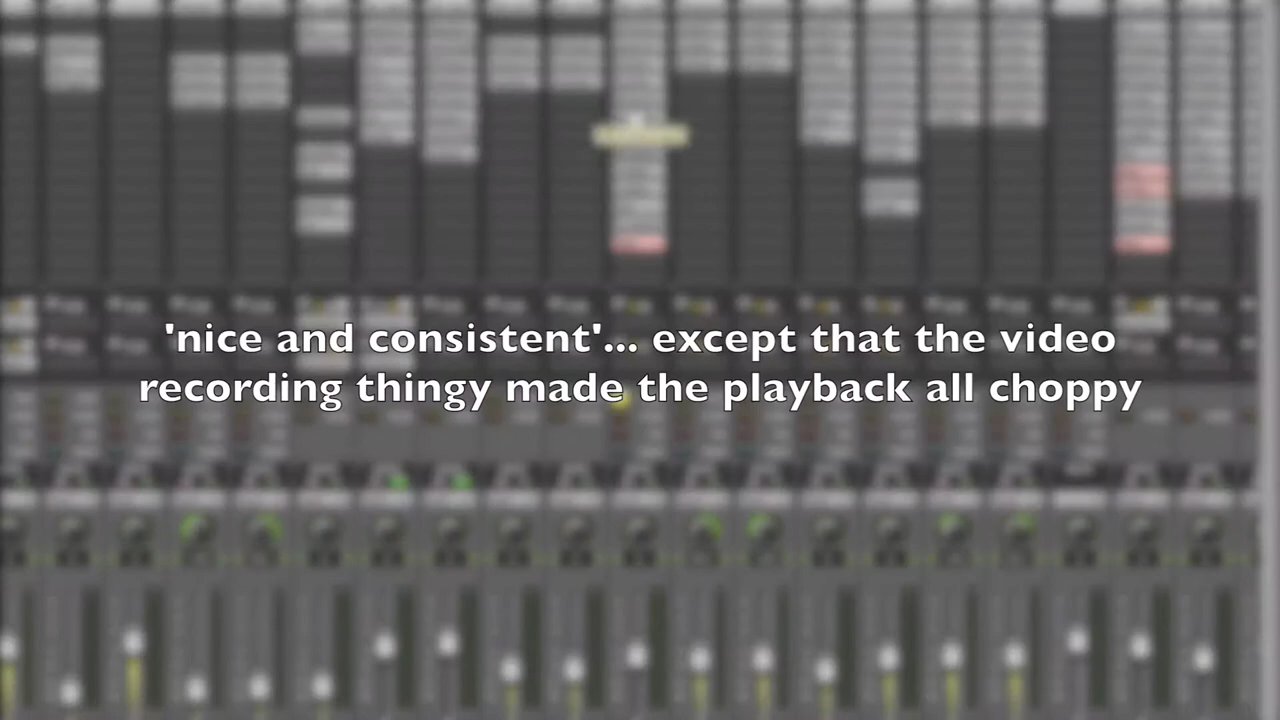 'nice and consistent'... except that the video
recording thingy made the playback all choppy